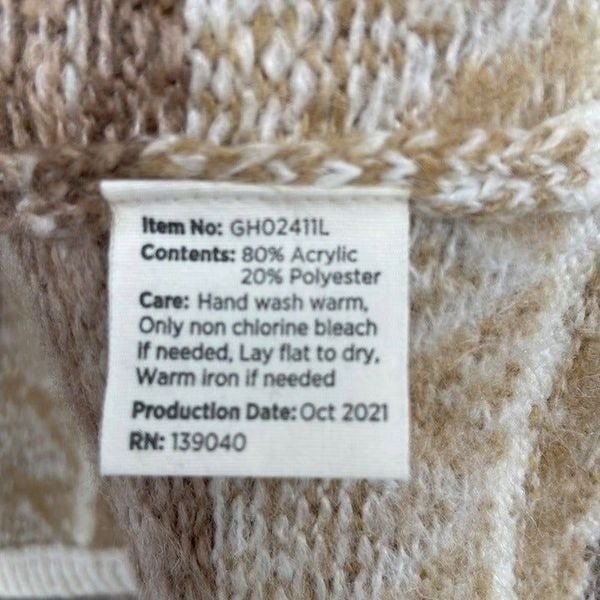 Item No: GH02411L
Contents: 80% Acrylic
20% Polyester
Care: Hand wash warm,
Only non chlorine bleach
If needed, Lay flat to dry,
Warm iron if needed
Production Date: Oct 2021
RN: 139040